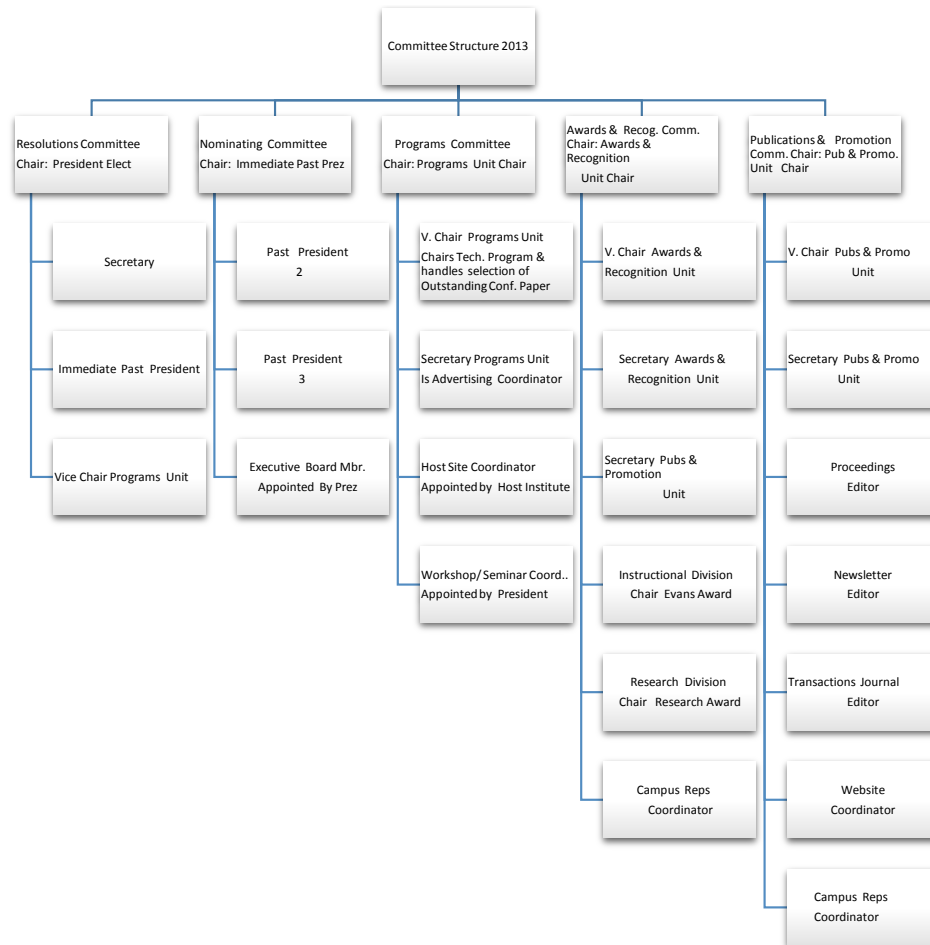 Committee Structure 2013
Resolutions Committee
Chair: President Elect
Nominating Committee
Chair: Immediate Past Prez
Programs Committee
Chair: Programs Unit Chair
Awards & Recog. Comm.
Chair: Awards &
Recognition
Unit Chair
Publications & Promotion
Comm. Chair: Pub & Promo.
Unit Chair
Secretary
Immediate Past President
Vice Chair Programs Unit
Past President
2
Past President
3
Executive Board Mbr.
Appointed By Prez
V. Chair Programs Unit
Chairs Tech. Program &
handles selection of
Outstanding Conf. Paper
Secretary Programs Unit
Is Advertising Coordinator
Host Site Coordinator
Appointed by Host Institute
Workshop/ Seminar Coord..
Appointed by President
V. Chair Awards &
Recognition Unit
Secretary Awards &
Recognition Unit
Secretary Pubs &
Promotion
Unit
Instructional Division
Chair Evans Award
Research Division
Chair Research Award
Campus Reps
Coordinator
V. Chair Pubs & Promo
Unit
Secretary Pubs & Promo
Unit
Proceedings
Editor
Newsletter
Editor
Transactions Journal
Editor
Website
Coordinator
Campus Reps
Coordinator